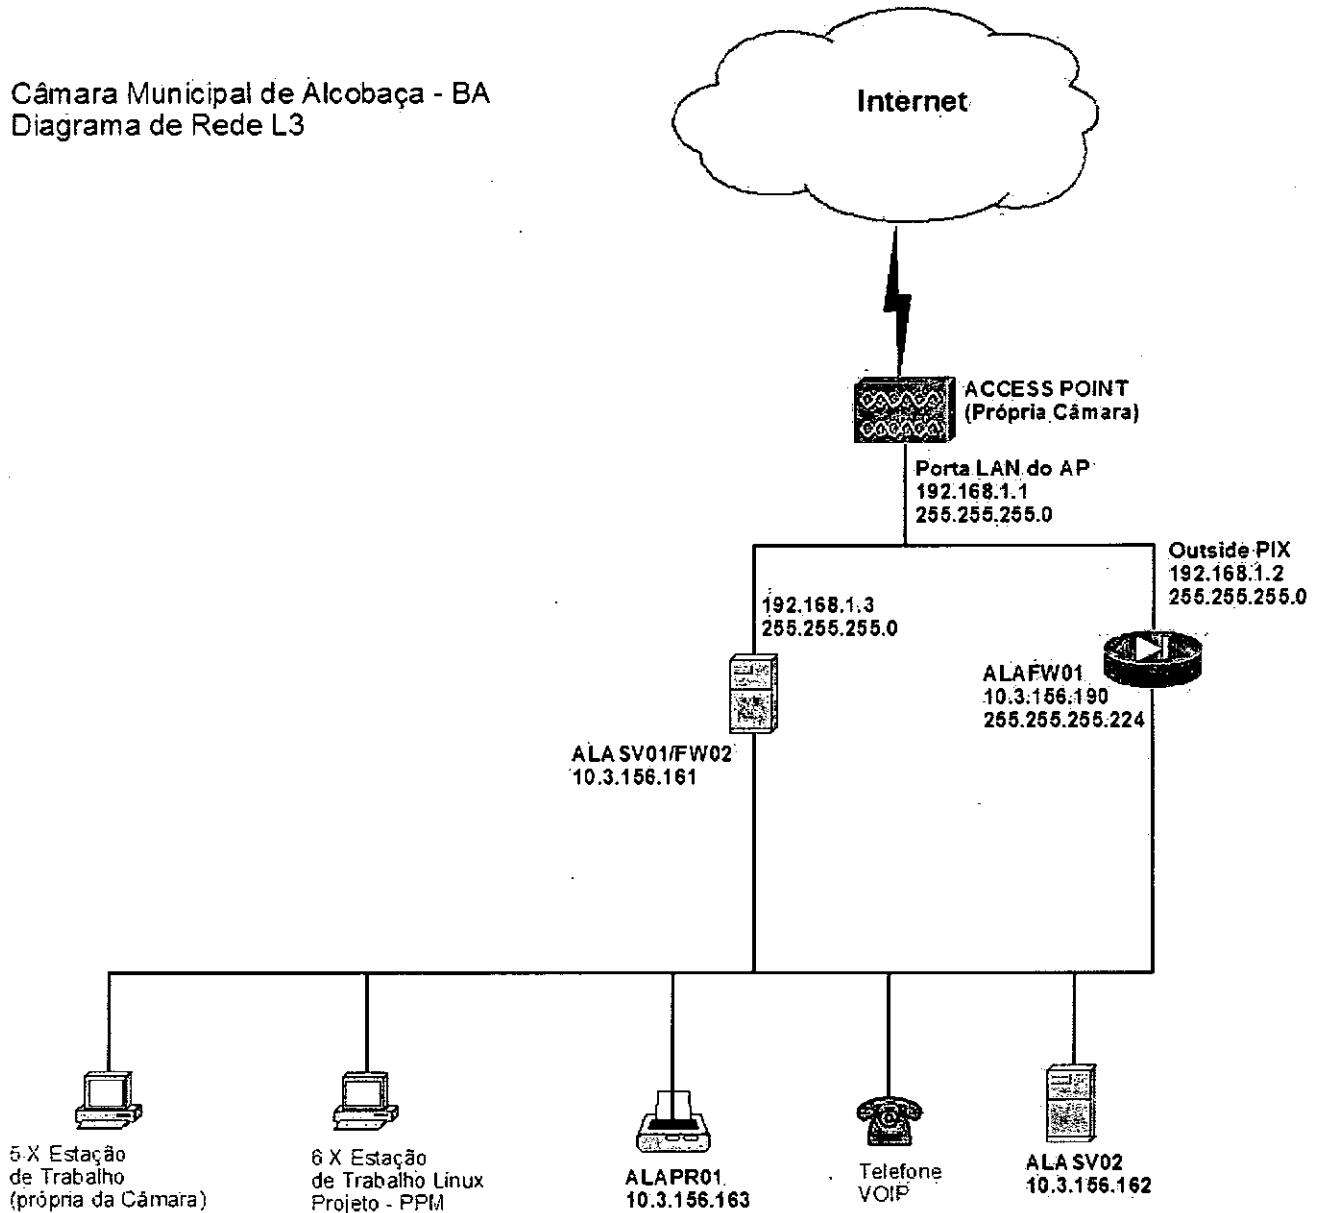 Câmara Municipal de Alcobaça - BA
Diagrama de Rede L3
Internet
ACCESS POINT
(Própria Câmara)
Porta LAN do AP
192.168.1.1
255.255.255.0
Outside PIX
192.168.1.2
255.255.255.0
192.168.1.3
255.255.255.0
ALAFW01
10.3.156.190
255.255.255.224
ALASV01/FW02
10.3.156.161
5 X Estação
de Trabalho
(própria da Câmara)
6 X Estação
de Trabalho Linux
Projeto - PPM
ALAPR01
10.3.156.163
Telefone
VOIP
ALASV02
10.3.156.162